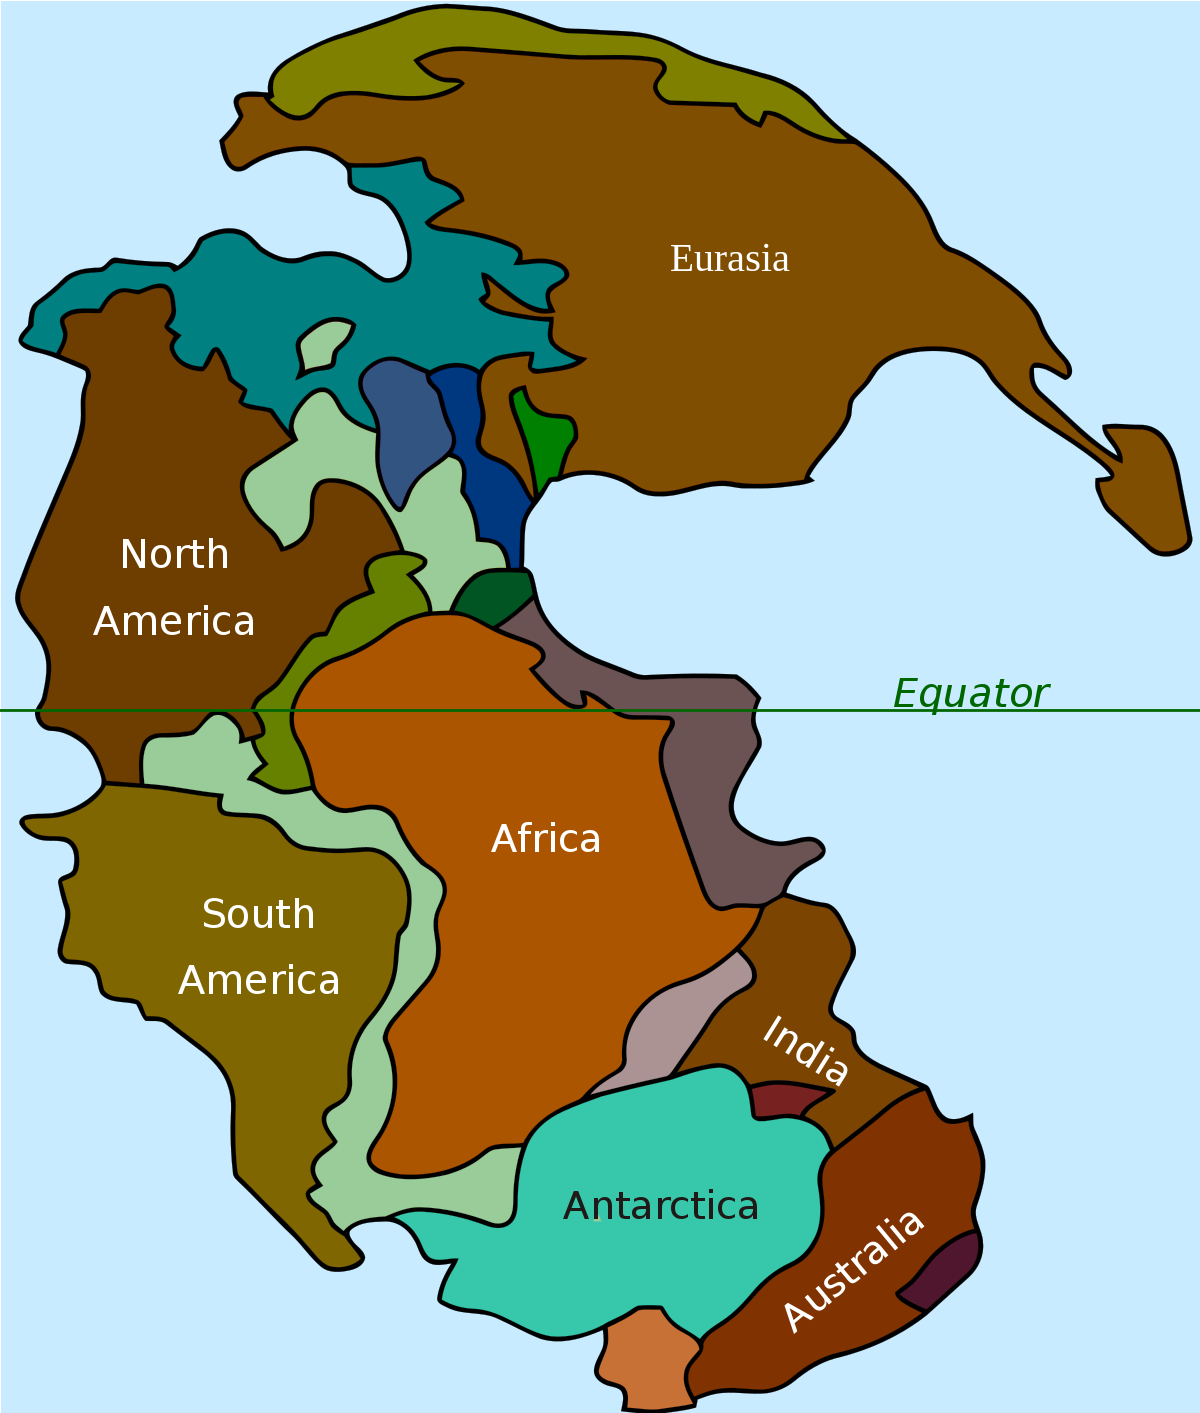 Eurasia
North
America
Equator
Africa
South
America
India
Antarctica
Australia